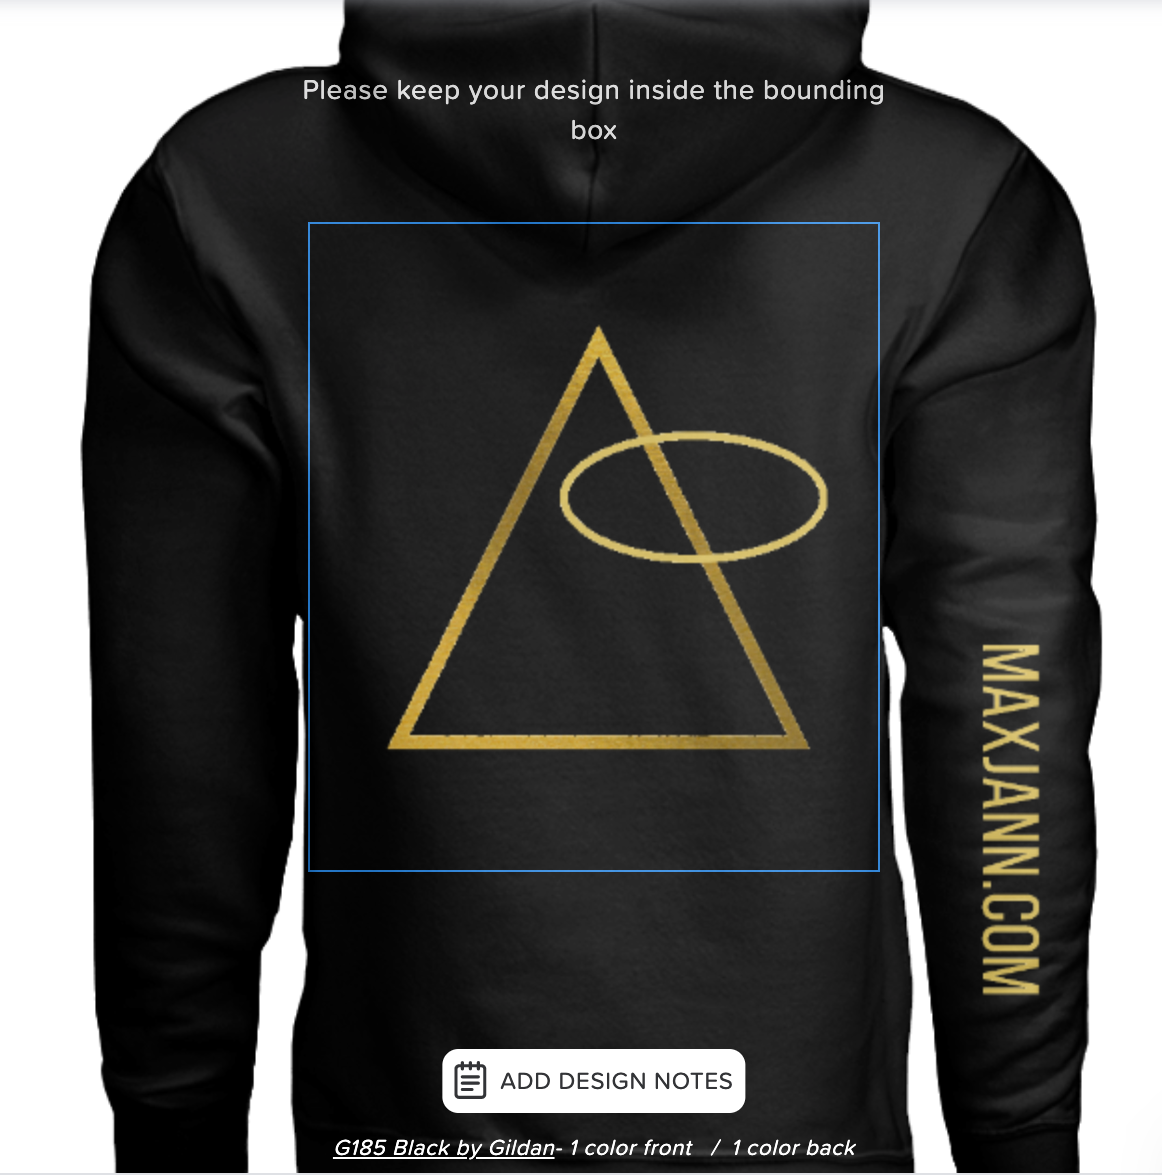 Please keep your design inside the bounding
box
MAXJANN.COM
ADD DESIGN NOTES
G185 Black by Gildan- 1 color front / 1 color back